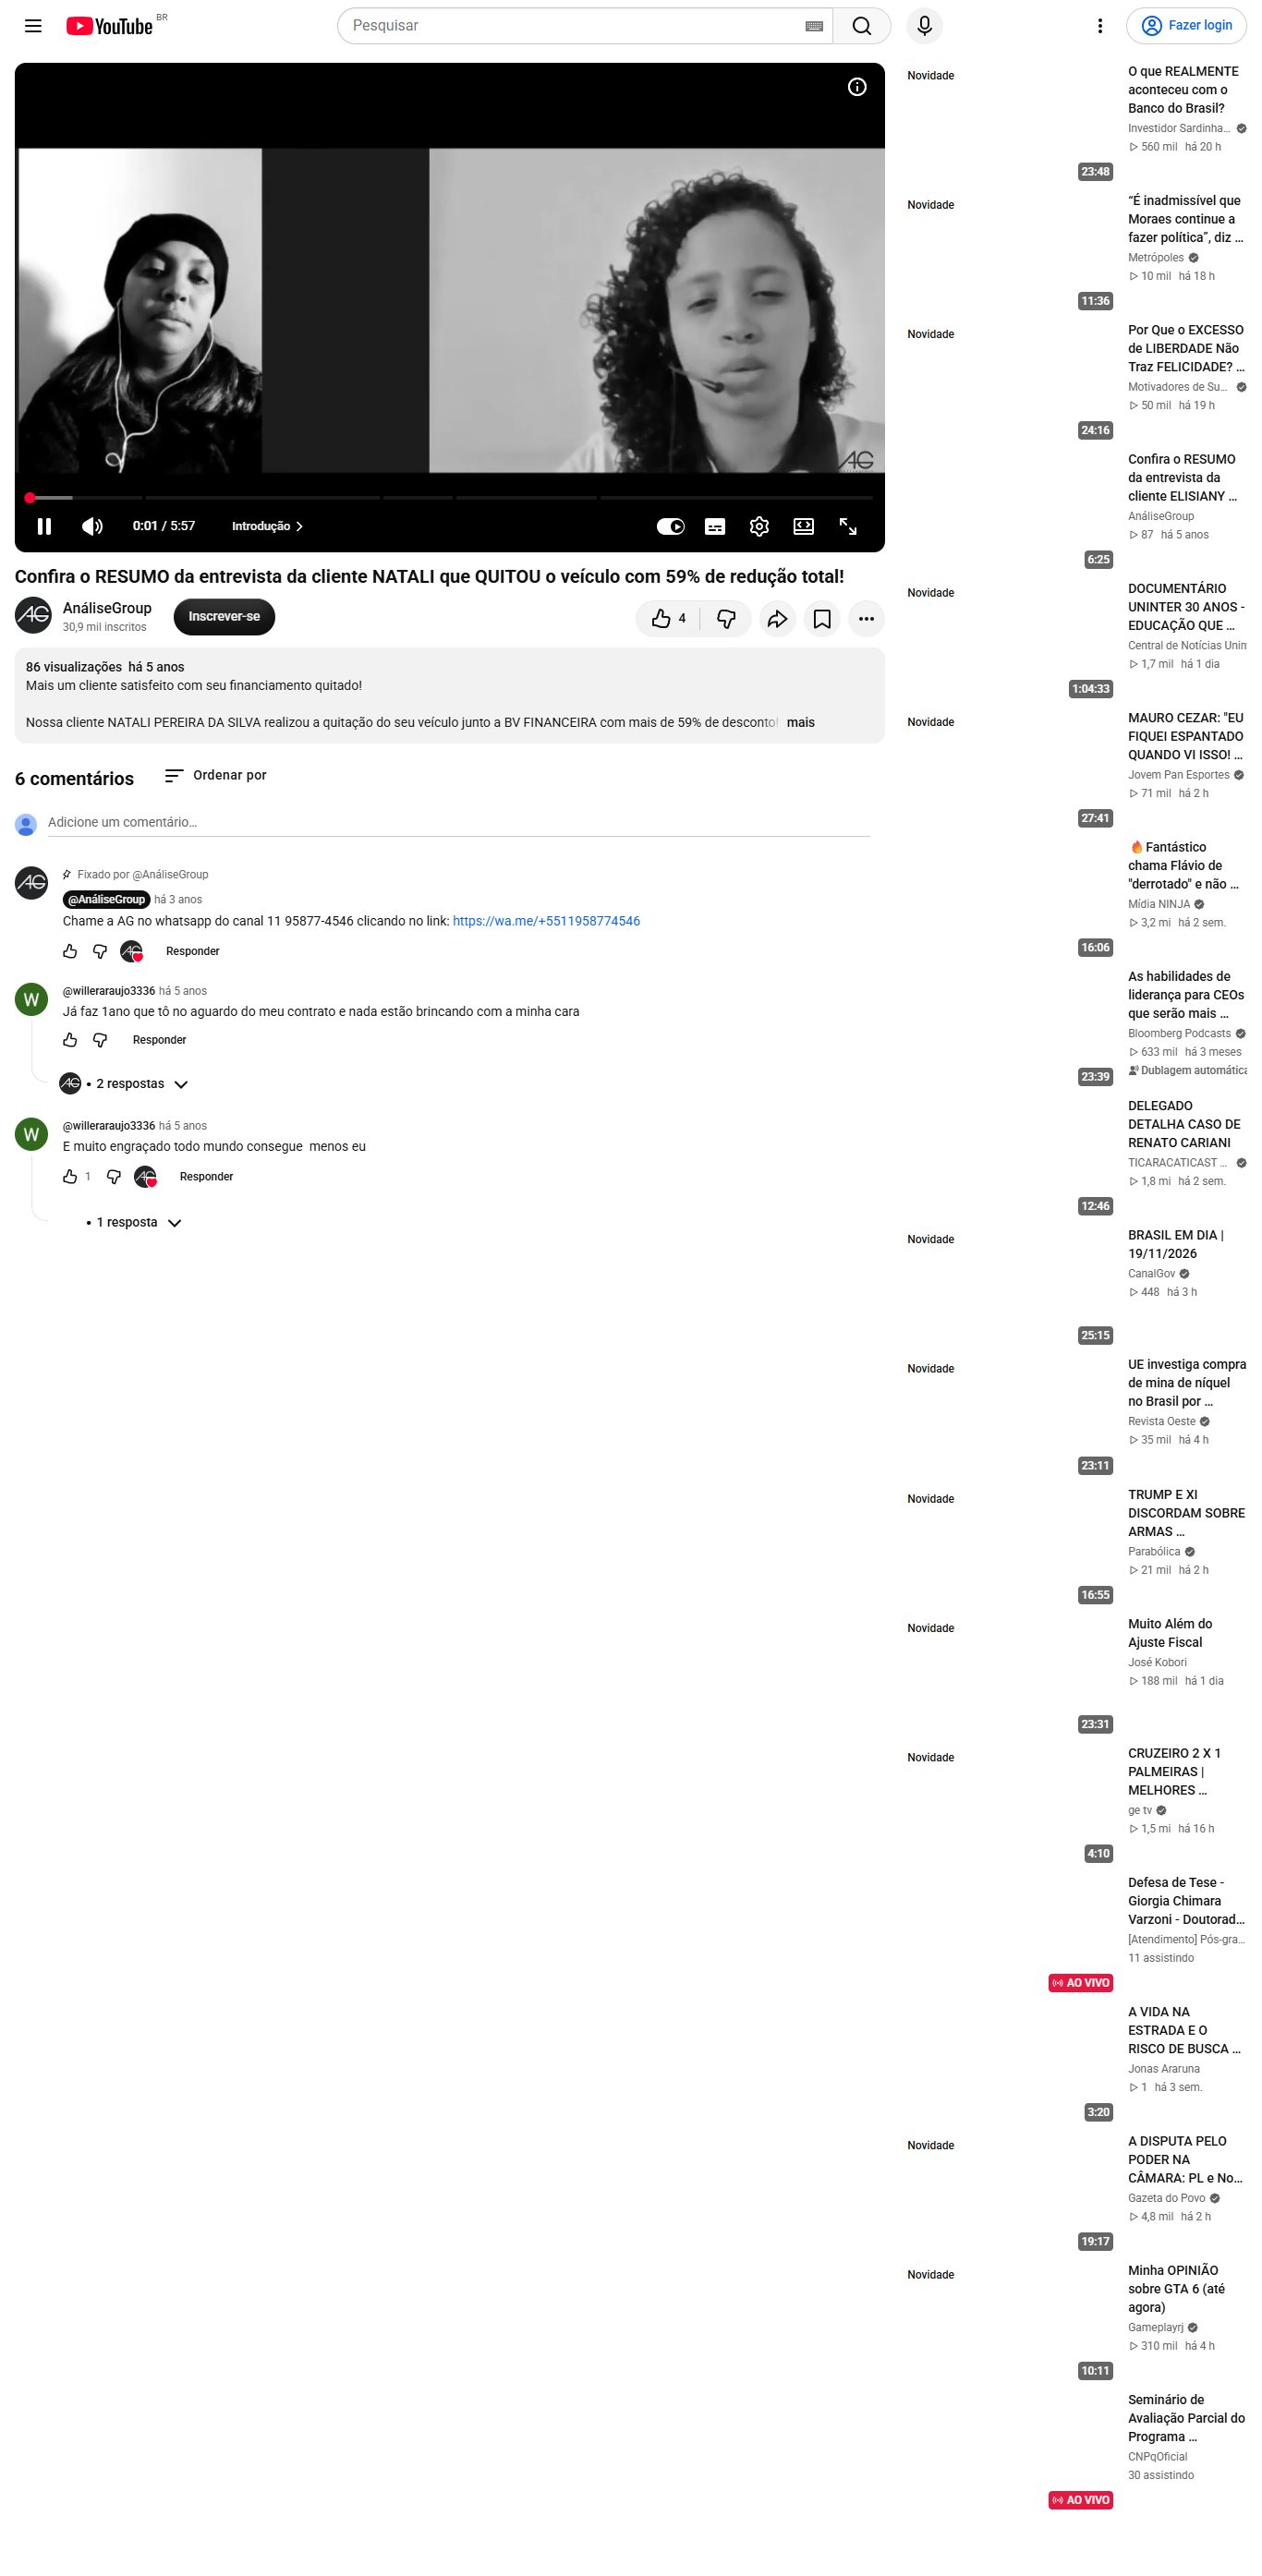 YouTube BR
Pesquisar
Fazer login
AG
0:01 / 5:57
Introdução
Confira o RESUMO da entrevista da cliente NATALI que QUITOU o veículo com 59% de redução total!
AG
AnáliseGroup
30,9 mil inscritos
Inscrever-se
4
86 visualizações há 5 anos
Mais um cliente satisfeito com seu financiamento quitado!
Nossa cliente NATALI PEREIRA DA SILVA realizou a quitação do seu veículo junto a BV FINANCEIRA com mais de 59% de desconto! mais
6 comentários
Ordenar por
Adicione um comentário...
AG
Fixado por @AnáliseGroup
@AnáliseGroup há 3 anos
Chame a AG no whatsapp do canal 11 95877-4546 clicando no link: https://wa.me/+5511958774546
AG
Responder
W
@willeraraujo3336 há 5 anos
Já faz 1ano que tô no aguardo do meu contrato e nada estão brincando com a minha cara
Responder
AG
• 2 respostas
W
@willeraraujo3336 há 5 anos
E muito engraçado todo mundo consegue  menos eu
1
AG
Responder
• 1 resposta
Novidade
O que REALMENTE
aconteceu com o
Banco do Brasil?
Investidor Sardinha...
560 mil há 20 h
23:48
Novidade
“É inadmissível que
Moraes continue a
fazer política”, diz ...
Metrópoles
10 mil há 18 h
11:36
Novidade
Por Que o EXCESSO
de LIBERDADE Não
Traz FELICIDADE? ...
Motivadores de Su...
50 mil há 19 h
24:16
Confira o RESUMO
da entrevista da
cliente ELISIANY ...
AnáliseGroup
87 há 5 anos
6:25
Novidade
DOCUMENTÁRIO
UNINTER 30 ANOS -
EDUCAÇÃO QUE ...
Central de Notícias Unin
1,7 mil há 1 dia
1:04:33
Novidade
MAURO CEZAR: "EU
FIQUEI ESPANTADO
QUANDO VI ISSO! ...
Jovem Pan Esportes
71 mil há 2 h
27:41
🔥Fantástico
chama Flávio de
"derrotado" e não ...
Mídia NINJA
3,2 mi há 2 sem.
16:06
As habilidades de
liderança para CEOs
que serão mais ...
Bloomberg Podcasts
633 mil há 3 meses
Dublagem automática
23:39
DELEGADO
DETALHA CASO DE
RENATO CARIANI
TICARACATICAST ...
1,8 mi há 2 sem.
12:46
Novidade
BRASIL EM DIA |
19/11/2026
CanalGov
448 há 3 h
25:15
Novidade
UE investiga compra
de mina de níquel
no Brasil por ...
Revista Oeste
35 mil há 4 h
23:11
Novidade
TRUMP E XI
DISCORDAM SOBRE
ARMAS ...
Parabólica
21 mil há 2 h
16:55
Novidade
Muito Além do
Ajuste Fiscal
José Kobori
188 mil há 1 dia
23:31
Novidade
CRUZEIRO 2 X 1
PALMEIRAS |
MELHORES ...
ge tv
1,5 mi há 16 h
4:10
Defesa de Tese -
Giorgia Chimara
Varzoni - Doutorad...
[Atendimento] Pós-gra...
11 assistindo
AO VIVO
A VIDA NA
ESTRADA E O
RISCO DE BUSCA ...
Jonas Araruna
1 há 3 sem.
3:20
Novidade
A DISPUTA PELO
PODER NA
CÂMARA: PL e No...
Gazeta do Povo
4,8 mil há 2 h
19:17
Novidade
Minha OPINIÃO
sobre GTA 6 (até
agora)
Gameplayrj
310 mil há 4 h
10:11
Seminário de
Avaliação Parcial do
Programa ...
CNPqOficial
30 assistindo
AO VIVO